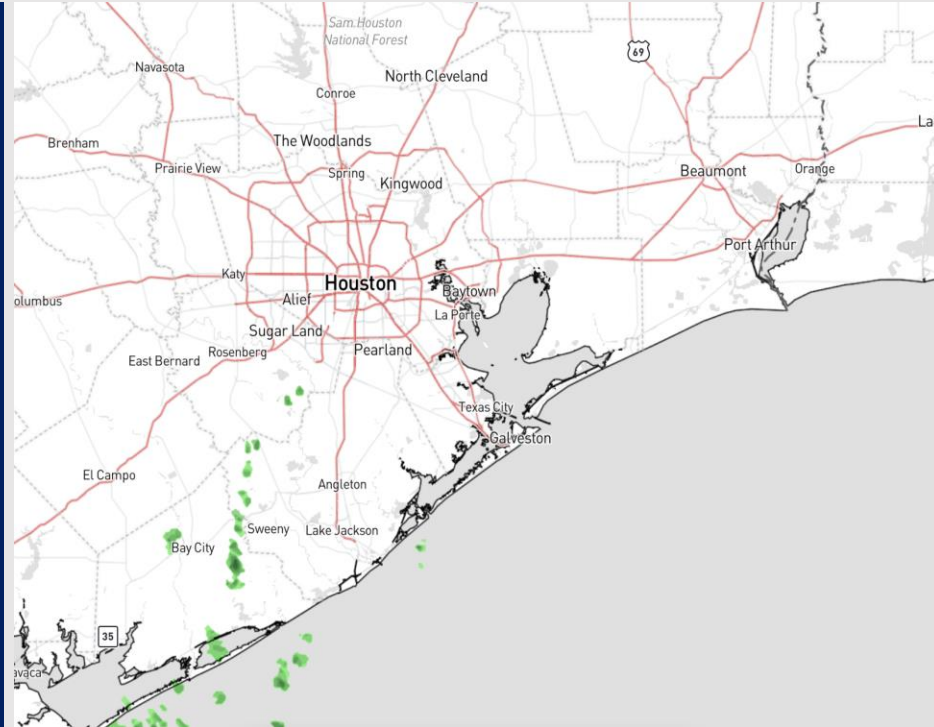 Sam Houston
National Forest
69
Navasota
North Cleveland
Conroe
La
Brenham
The Woodlands
Prairie View
Spring
Kingwood
Beaumont
Orange
Port Arthur
Katy
Houston
Baytown
olumbus
Alief
La Porte
Sugar Land
Rosenberg
Pearland
East Bernard
Texas City
Galveston
El Campo
Angleton
Sweeny
Lake Jackson
Bay City
35
avaca